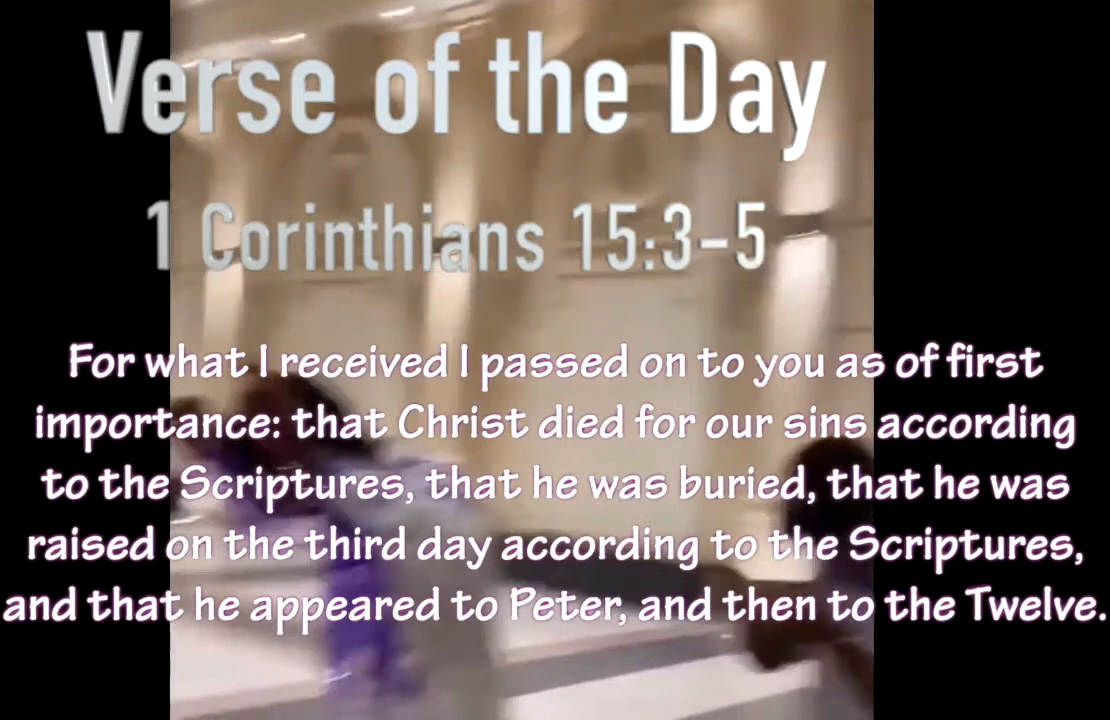 Verse of the Day
1 Corinthians 15:3-5
For what I received I passed on to you as of first
importance: that Christ died for our sins according
to the Scriptures, that he was buried, that he was
raised on the third day according to the Scriptures,
and that he appeared to Peter, and then to the Twelve.